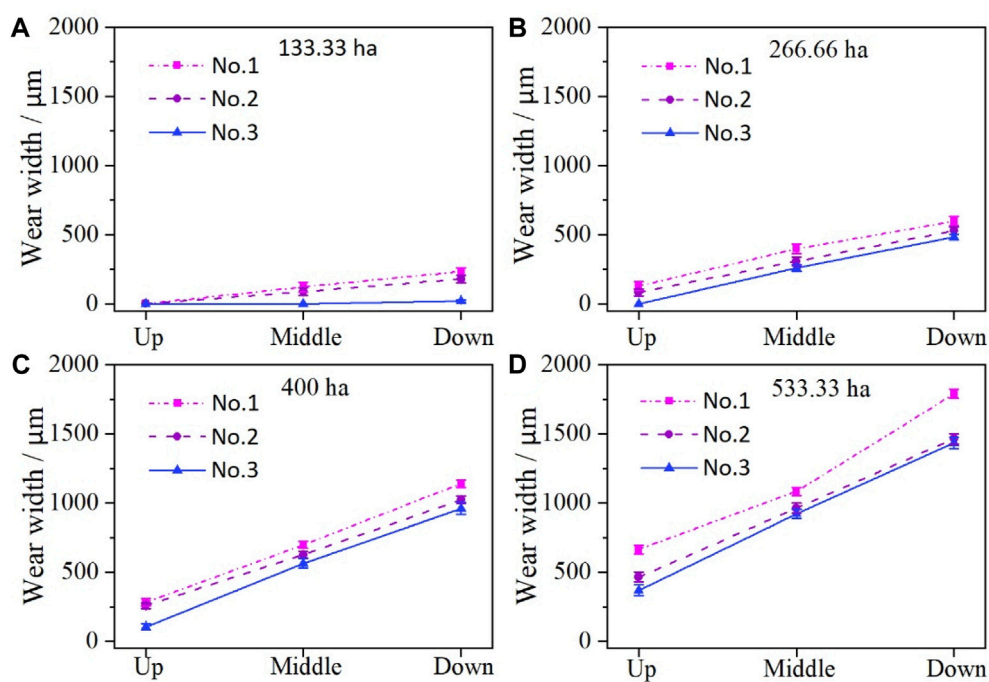 A
133.33 ha
No.1
No.2
No.3
Wear width / μm
2000
1500
1000
500
0
Up Middle Down
B
266.66 ha
No.1
No.2
No.3
Wear width / μm
2000
1500
1000
500
0
Up Middle Down
C
400 ha
No.1
No.2
No.3
Wear width / μm
2000
1500
1000
500
0
Up Middle Down
D
533.33 ha
No.1
No.2
No.3
Wear width / μm
2000
1500
1000
500
0
Up Middle Down